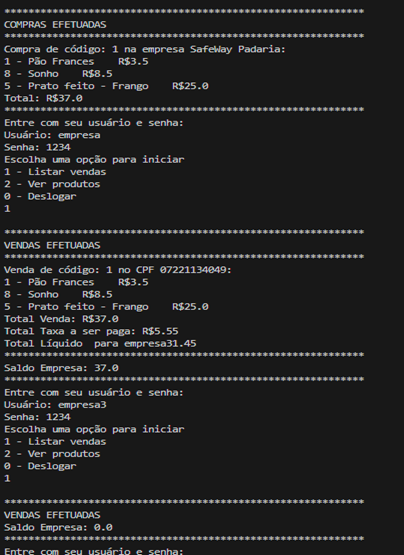 ************************************************************
COMPRAS EFETUADAS
************************************************************
Compra de código: 1 na empresa SafeWay Padaria:
1 - Pão Frances    R$3.5
8 - Sonho    R$8.5
5 - Prato feito - Frango    R$25.0
Total: R$37.0
************************************************************
Entre com seu usuário e senha:
Usuário: empresa
Senha: 1234
Escolha uma opção para iniciar
1 - Listar vendas
2 - Ver produtos
0 - Deslogar
1
************************************************************
VENDAS EFETUADAS
************************************************************
Venda de código: 1 no CPF 07221134049:
1 - Pão Frances    R$3.5
8 - Sonho    R$8.5
5 - Prato feito - Frango    R$25.0
Total Venda: R$37.0
Total Taxa a ser paga: R$5.55
Total Líquido  para empresa31.45
************************************************************
Saldo Empresa: 37.0
************************************************************
Entre com seu usuário e senha:
Usuário: empresa3
Senha: 1234
Escolha uma opção para iniciar
1 - Listar vendas
2 - Ver produtos
0 - Deslogar
1
************************************************************
VENDAS EFETUADAS
Saldo Empresa: 0.0
************************************************************
Entre com seu usuário e senha: